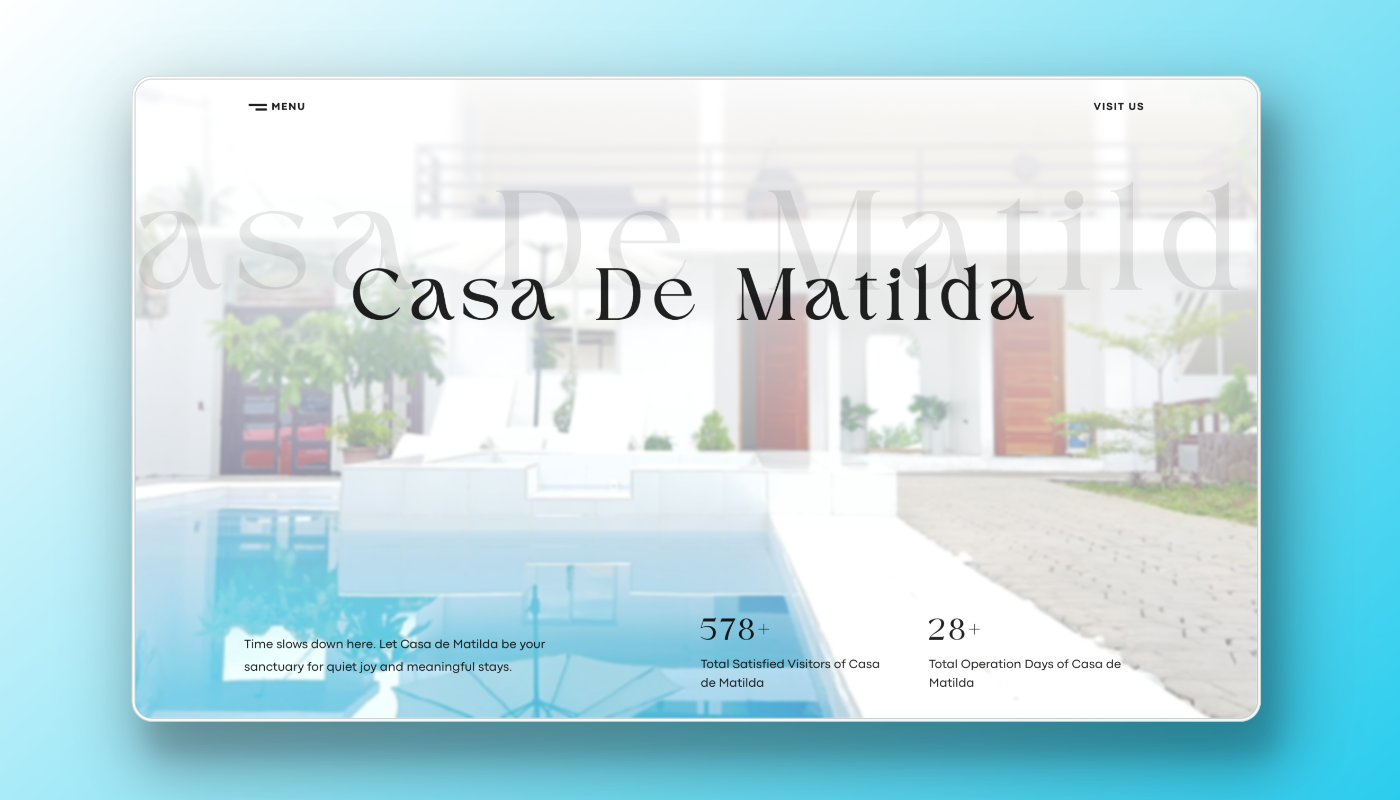 MENU
VISIT US
asa De Matild
Casa De Matilda
Time slows down here. Let Casa de Matilda be your
sanctuary for quiet joy and meaningful stays.
578+
Total Satisfied Visitors of Casa
de Matilda
28+
Total Operation Days of Casa de
Matilda